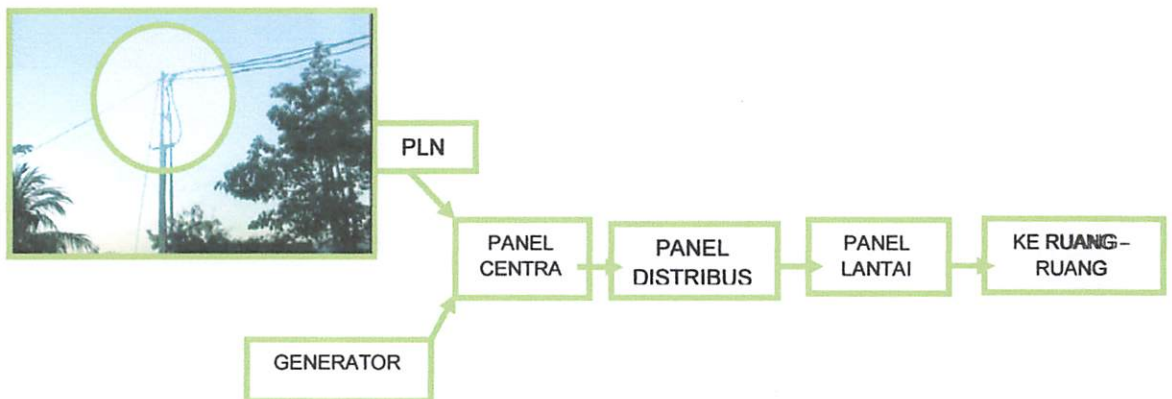 PLN
PANEL
CENTRA
PANEL
DISTRIBUS
PANEL
LANTAI
KE RUANG-
RUANG
GENERATOR